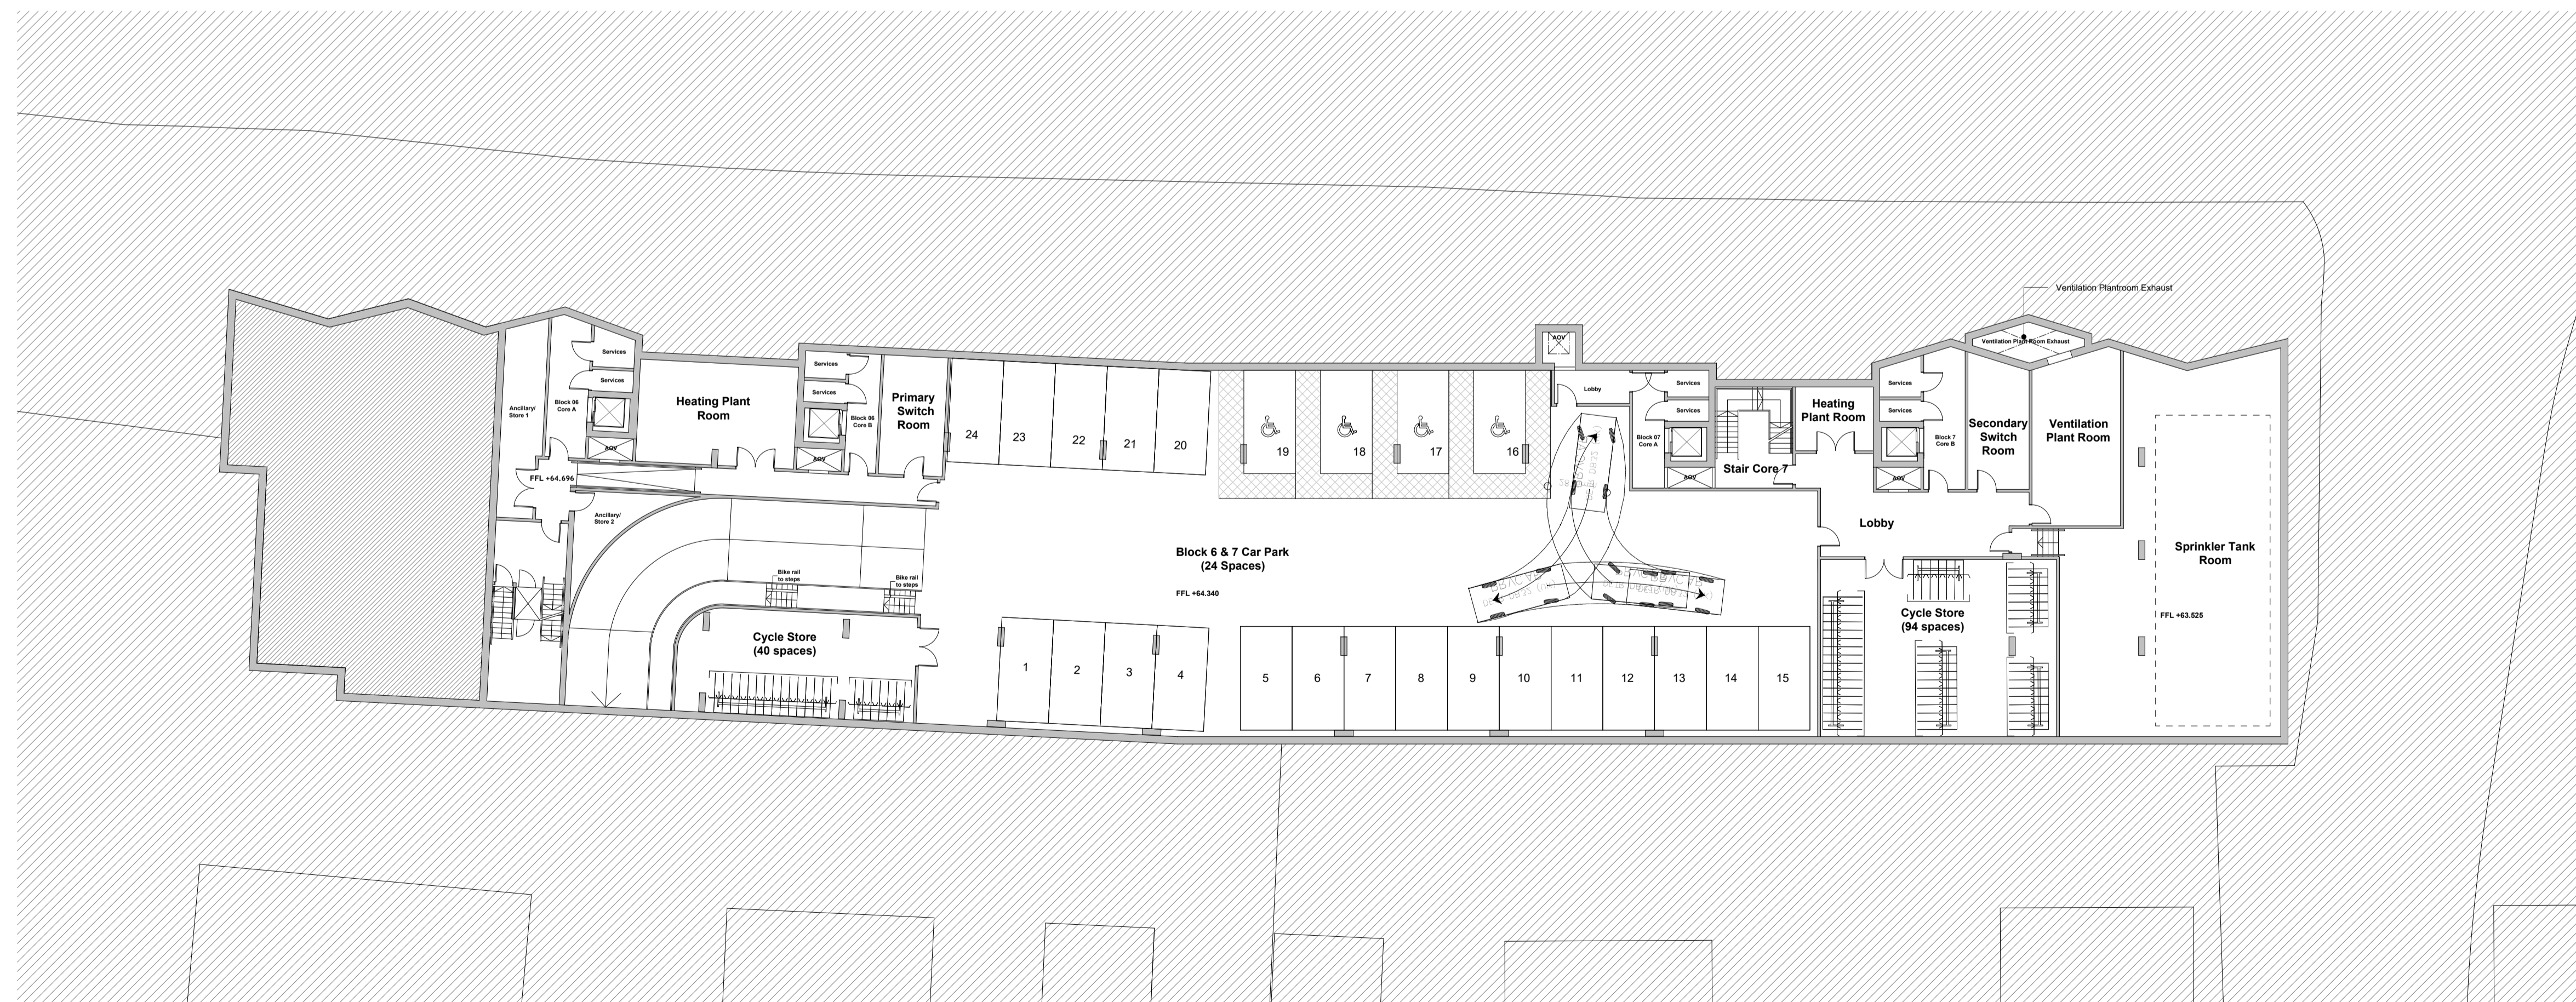 Ventilation Plantroom Exhaust
AOV
Ventilation Plant Room Exhaust
Services
Services
Block 06
Core A
AOV
Ancillary/
Store 1
FFL +64.696
Ancillary/
Store 2
Heating Plant
Room
Services
Services
Block 06
Core B
AOV
Primary
Switch
Room
24
23
22
21
20
19
18
17
16
Lobby
Services
Services
Block 07
Core A
AOV
Stair Core 7
Heating
Plant Room
Services
Services
Block 7
Core B
AOV
Secondary
Switch
Room
Ventilation
Plant Room
Lobby
Sprinkler Tank
Room
FFL +63.525
Block 6 & 7 Car Park
(24 Spaces)
FFL +64.340
Bike rail
to steps
Bike rail
to steps
Cycle Store
(40 spaces)
1
2
3
4
5
6
7
8
9
10
11
12
13
14
15
Cycle Store
(94 spaces)